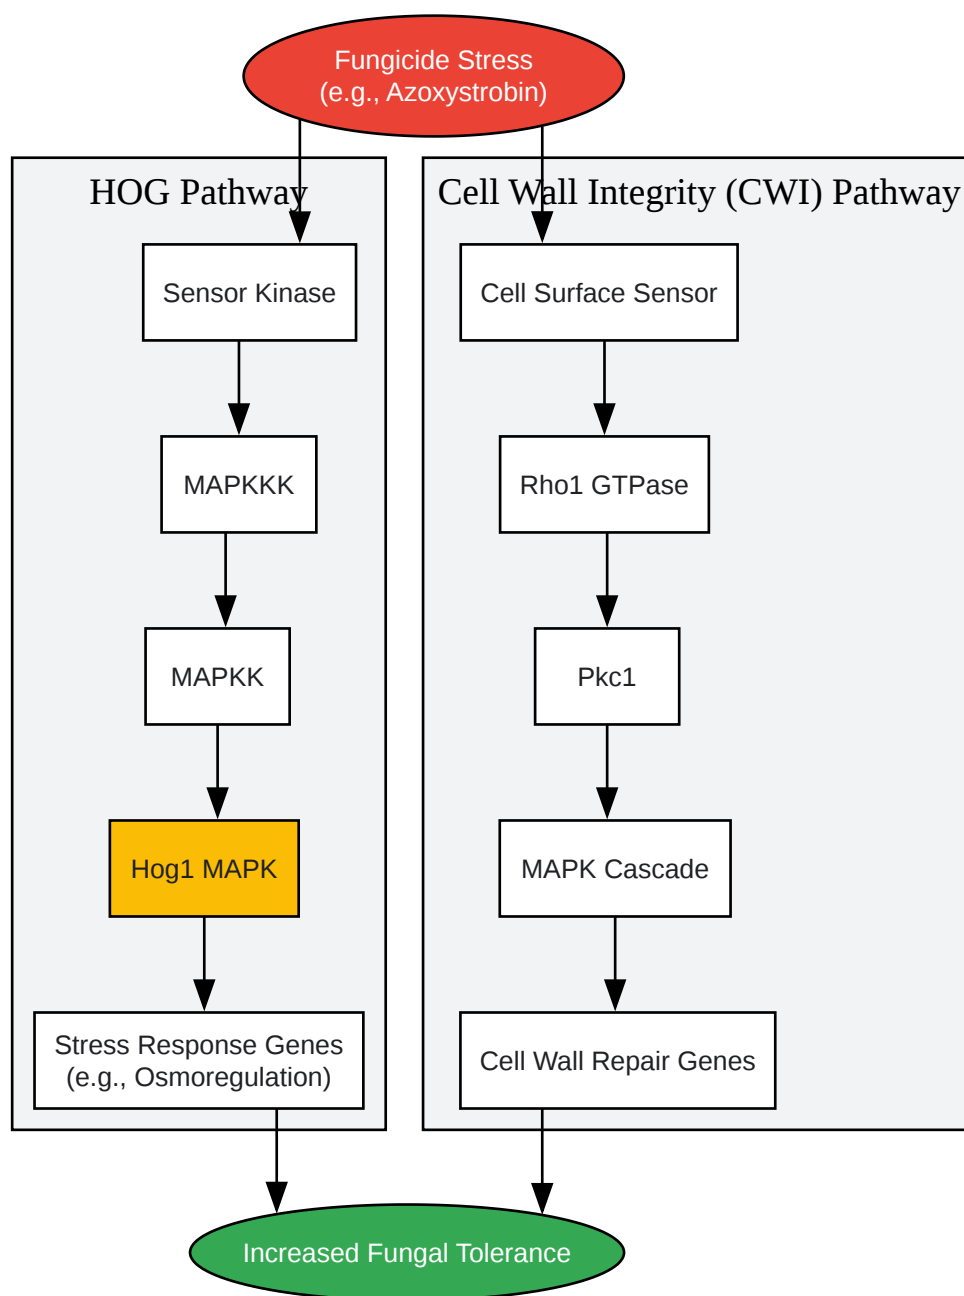 Fungicide Stress
(e.g., Azoxystrobin)
HOG Pathway
Sensor Kinase
MAPKKK
MAPKK
Hog1 MAPK
Stress Response Genes
(e.g., Osmoregulation)
Cell Wall Integrity (CWI) Pathway
Cell Surface Sensor
Rho1 GTPase
Pkc1
MAPK Cascade
Cell Wall Repair Genes
Increased Fungal Tolerance